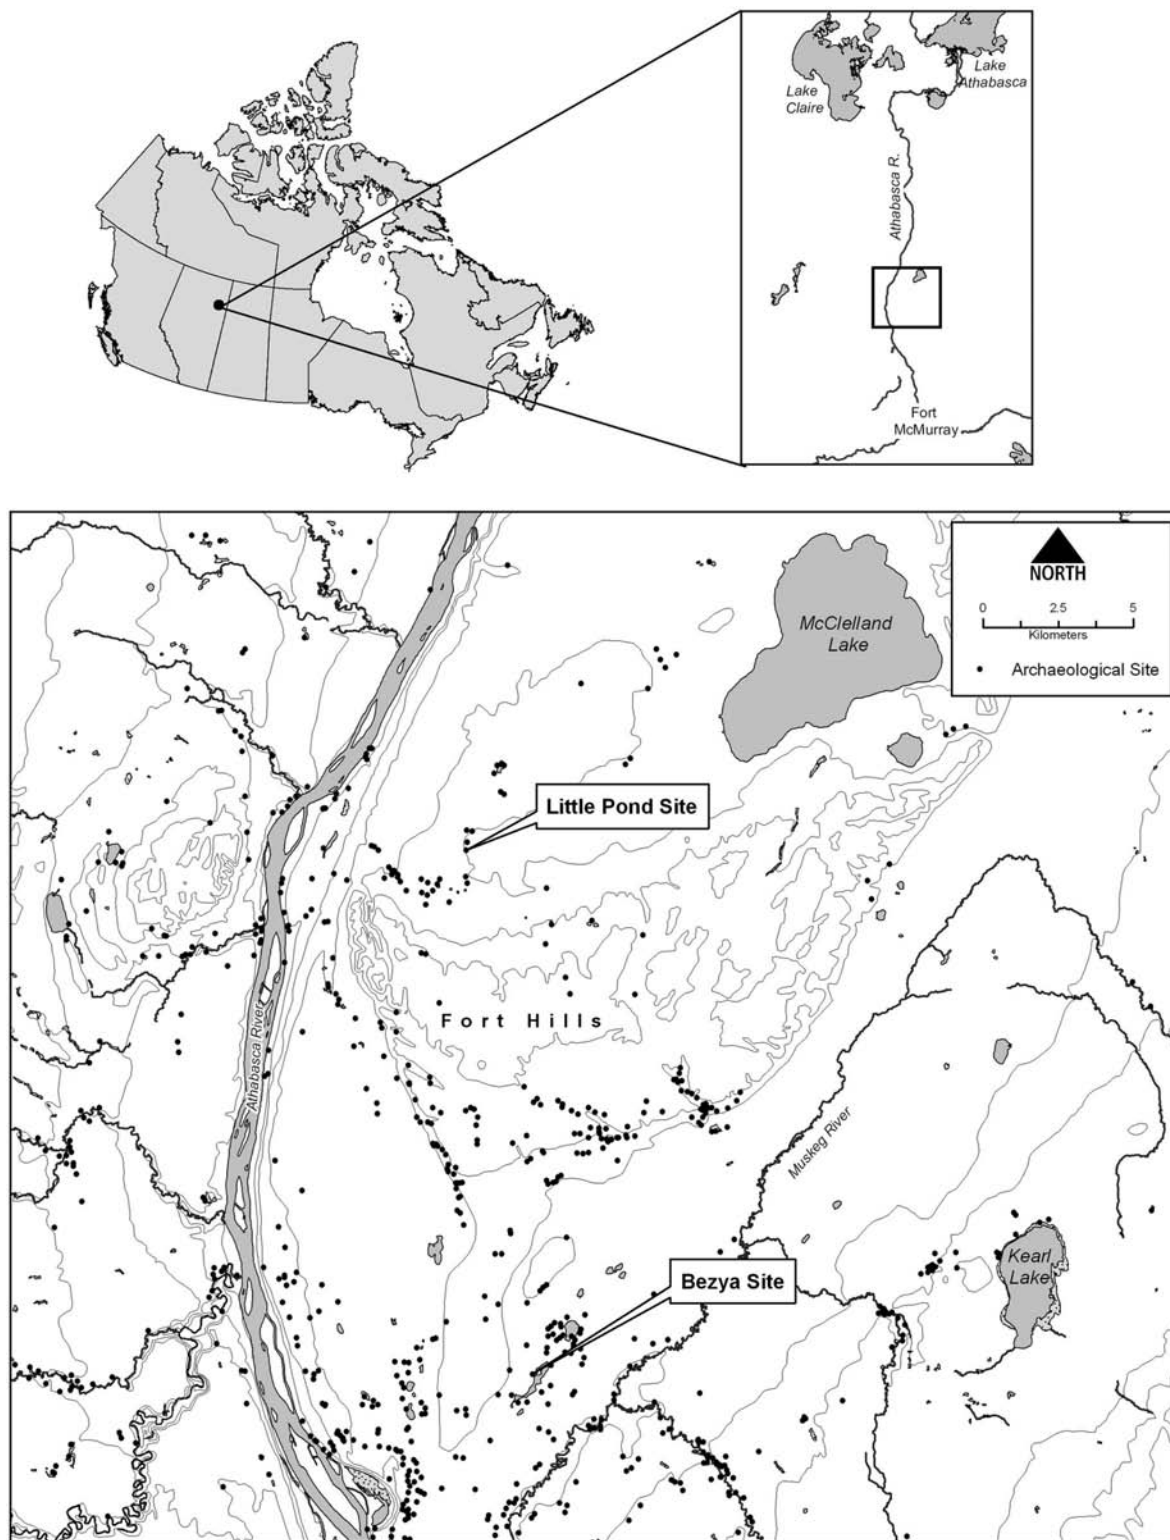 Lake
Claire
Lake
Athabasca
Athabasca R.
Fort
McMurray
McClelland
Lake
NORTH
0 2.5 5
Kilometers
Archaeological Site
Little Pond Site
Fort Hills
Athabasca River
Muskeg River
Kearl
Lake
Bezya Site